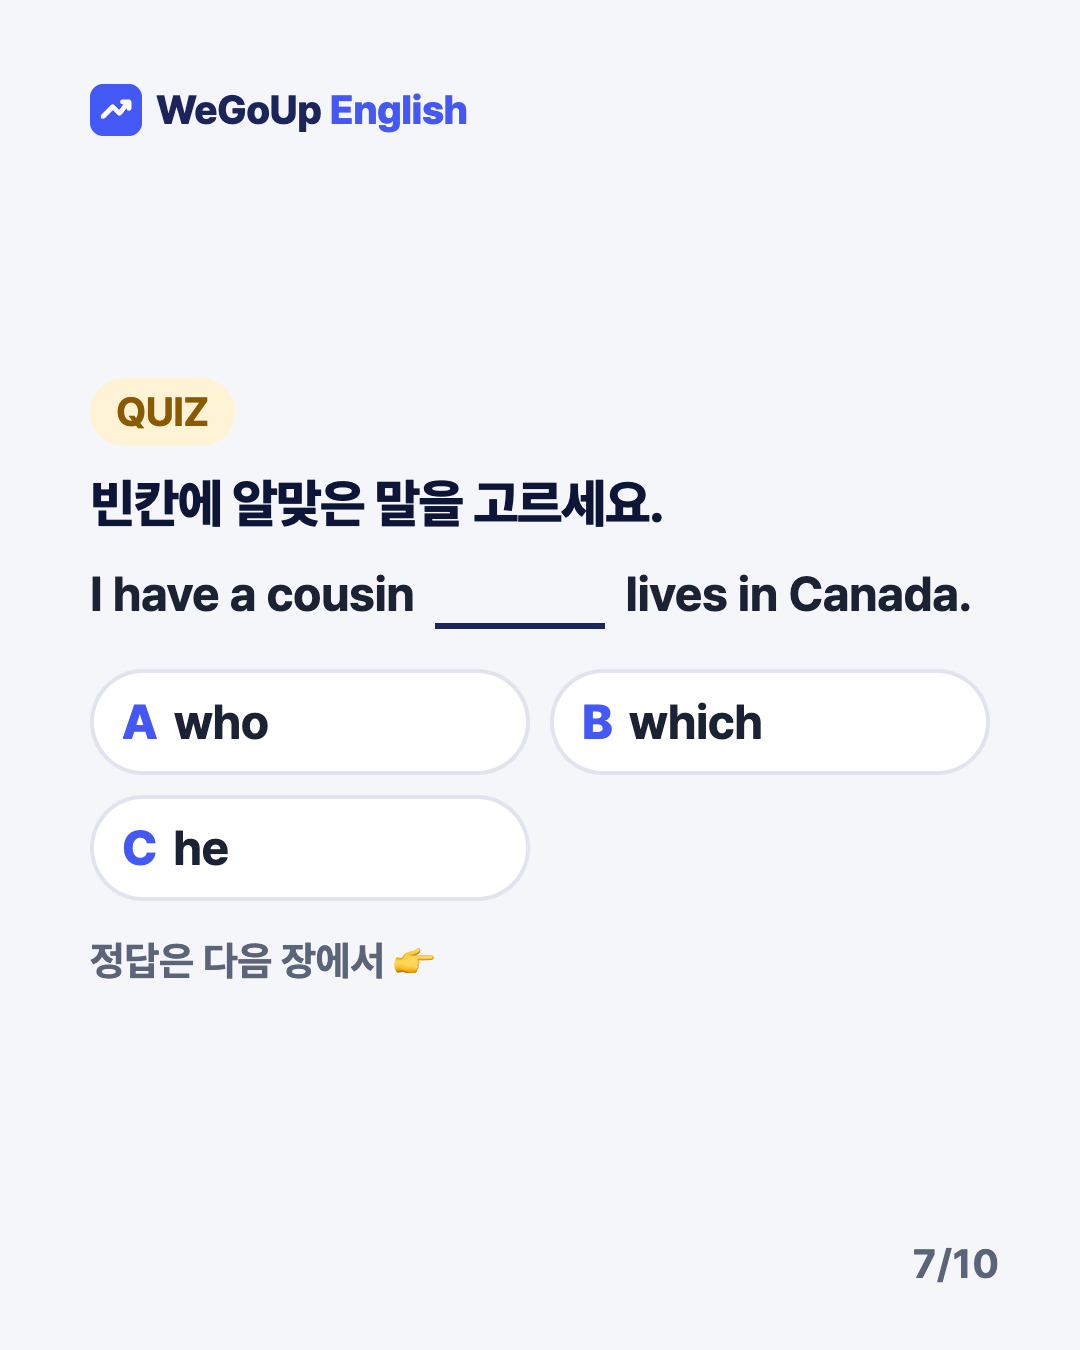 WeGoUp English
QUIZ
빈칸에 알맞은 말을 고르세요.
I have a cousin ______ lives in Canada.
A who
B which
C he
정답은 다음 장에서 👉
7/10